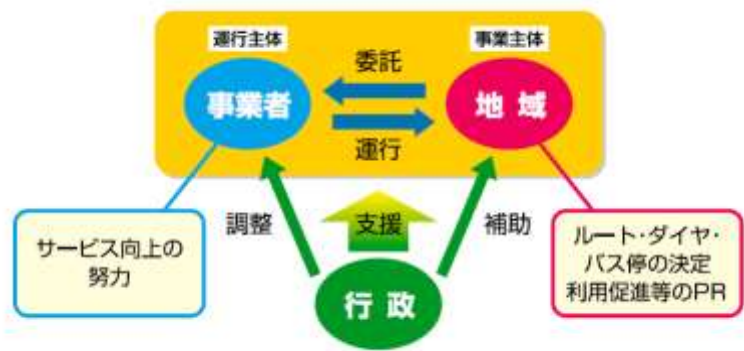 運行主体
事業主体
委託
事業者
地域
運行
調整
支援
補助
サービス向上の
努力
ルート・ダイヤ・
バス停の決定
利用促進等のPR
行政